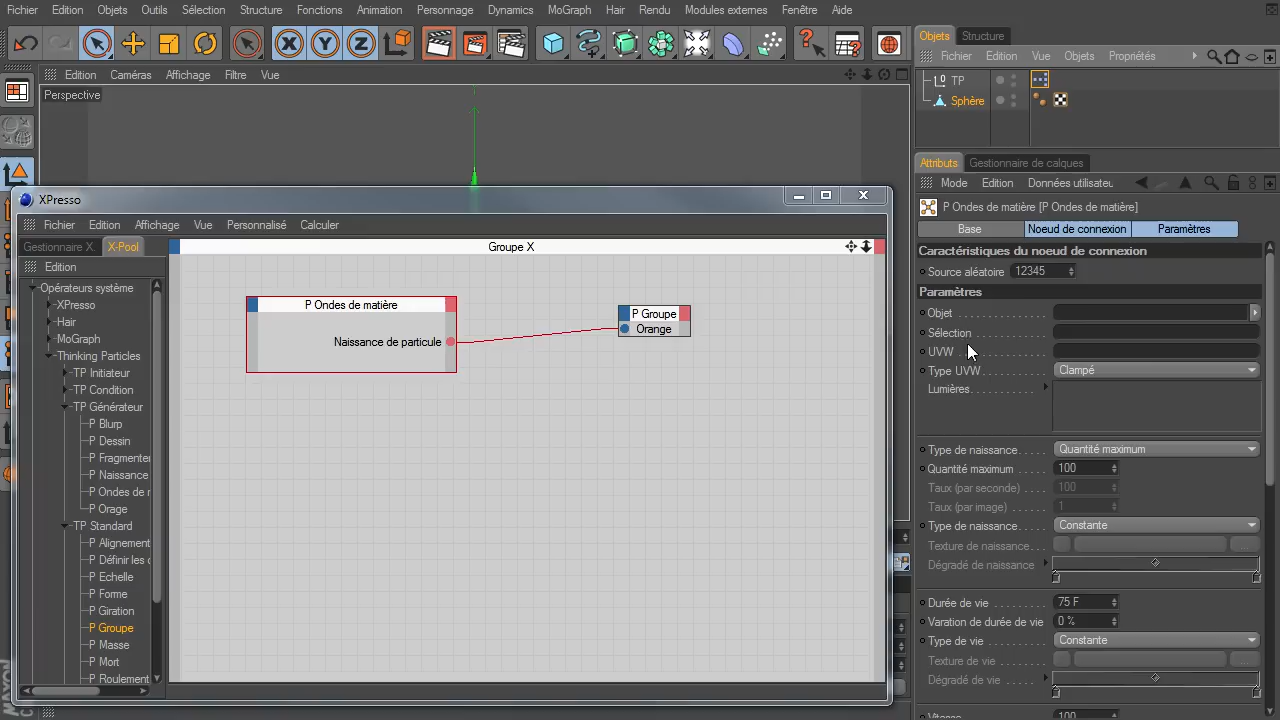 Fichier Edition Objets Outils Sélection Structure Fonctions Animation Personnage Dynamics MoGraph Hair Rendu Modules externes Fenêtre Aide
Edition Caméras Affichage Filtre Vue
Perspective
Objets Structure
Fichier Edition Vue Objets Propriétés
TP
Sphère
XPresso
Fichier Edition Affichage Vue Personnalisé Calculer
Gestionnaire X. X-Pool
Edition
Opérateurs système
XPresso
Hair
MoGraph
Thinking Particles
TP Initiateur
TP Condition
TP Générateur
P Blurp
P Dessin
P Fragmenter
P Naissance
P Ondes de r
P Orage
TP Standard
P Alignement
P Définir les c
P Echelle
P Forme
P Giration
P Groupe
P Masse
P Mort
P Roulement
Groupe X
P Ondes de matière
Naissance de particule
P Groupe
Orange
Attributs Gestionnaire de calques
Mode Edition Données utilisateu
P Ondes de matière [P Ondes de matière]
Base Noeud de connexion Paramètres
Caractéristiques du noeud de connexion
Source aléatoire 12345
Paramètres
Objet
Sélection
UVW
Type UVW Clampé
Lumières
Type de naissance Quantité maximum
Quantité maximum 100
Taux (par seconde) 100
Taux (par image) 1
Type de naissance Constante
Texture de naissance ...
Dégradé de naissance
Durée de vie 75 F
Varation de durée de vie 0 %
Type de vie Constante
Texture de vie ...
Dégradé de vie
Vitesse 100
MAXON